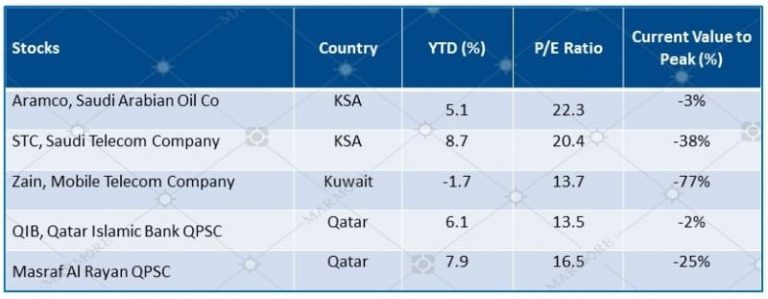 Stocks Country YTD (%) P/E Ratio Current Value to
Peak (%)
Aramco, Saudi Arabian Oil Co KSA 5.1 22.3 -3%
STC, Saudi Telecom Company KSA 8.7 20.4 -38%
Zain, Mobile Telecom Company Kuwait -1.7 13.7 -77%
QIB, Qatar Islamic Bank QPSC Qatar 6.1 13.5 -2%
Masraf Al Rayan QPSC Qatar 7.9 16.5 -25%
MARMORE